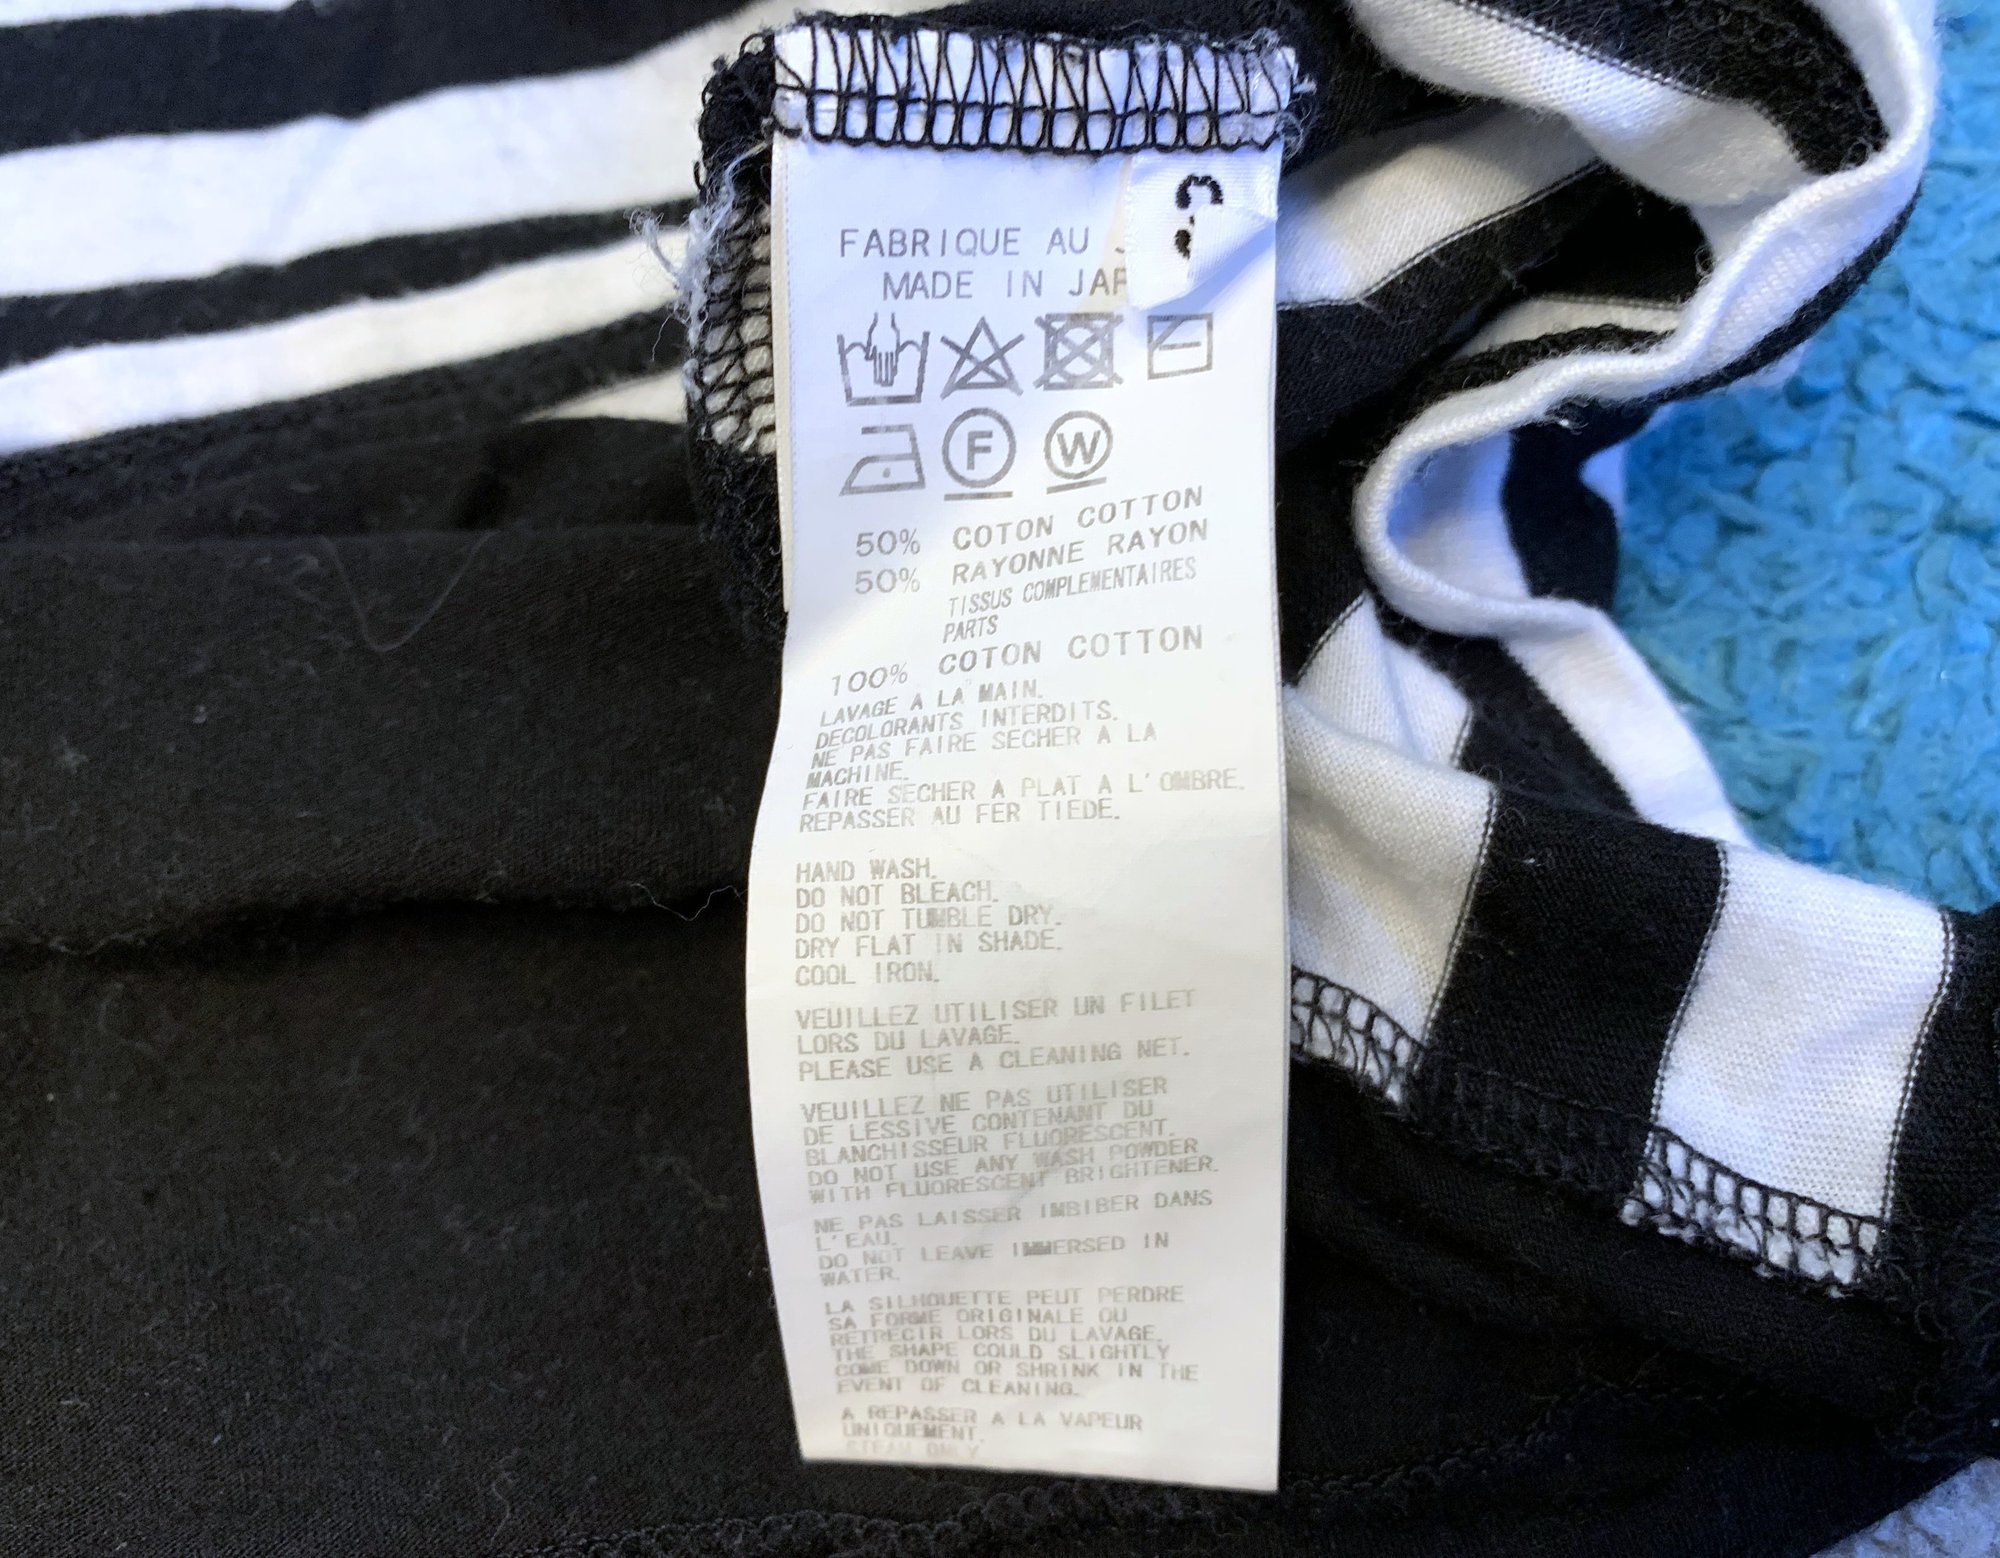 FABRIQUE AU
MADE IN
F
W
50% COTON COTTON
50% RAYONNE RAYON
TISSUS COMPLEMENTAIRES
PARTS
100% COTON COTTON
LAVAGE A LA MAIN.
DECOLORANTS INTERDITS.
NE PAS FAIRE SECHER A LA
MACHINE.
FAIRE SECHER A PLAT A L'OMBRE.
REPASSER AU FER TIEDE.
HAND WASH.
DO NOT BLEACH.
DO NOT TUMBLE DRY.
DRY FLAT IN SHADE.
COOL IRON.
VEUILLEZ UTILISER UN FILET
LORS DU LAVAGE.
PLEASE USE A CLEANING NET.
VEUILLEZ NE PAS UTILISER
DE LESSIVE CONTENANT DU
BLANCHISSEUR FLUORESCENT.
DO NOT USE ANY WASH POWDER
WITH FLUORESCENT BRIGHTENER.
NE PAS LAISSER IMBIBER DANS
L'EAU.
DO NOT LEAVE IMMERSED IN
WATER.
LA SILHOUETTE PEUT PERDRE
SA FORME ORIGINALE OU
RETRECIR LORS DU LAVAGE.
THE SHAPE COULD SLIGHTLY
COME DOWN OR SHRINK IN THE
EVENT OF CLEANING.
A REPASSER A LA VAPEUR
UNIQUEMENT.
STEAM ONLY